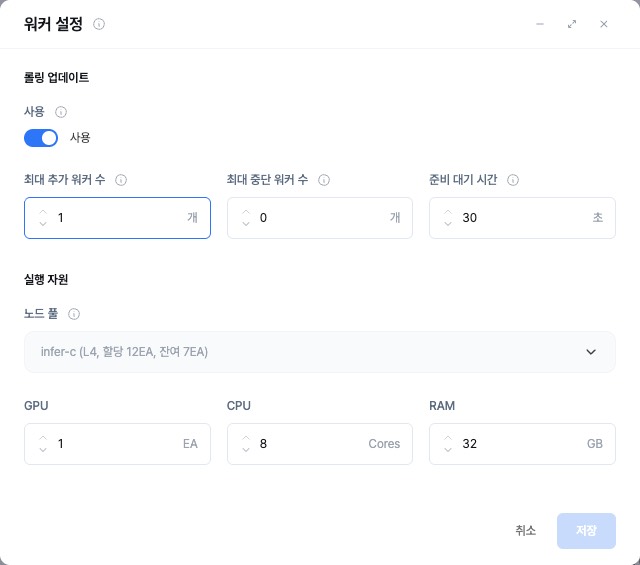 워커 설정
롤링 업데이트
사용
사용
최대 추가 워커 수 최대 중단 워커 수 준비 대기 시간
1 개 0 개 30 초
실행 자원
노드 풀
infer-c (L4, 할당 12EA, 잔여 7EA)
GPU CPU RAM
1 EA 8 Cores 32 GB
취소 저장